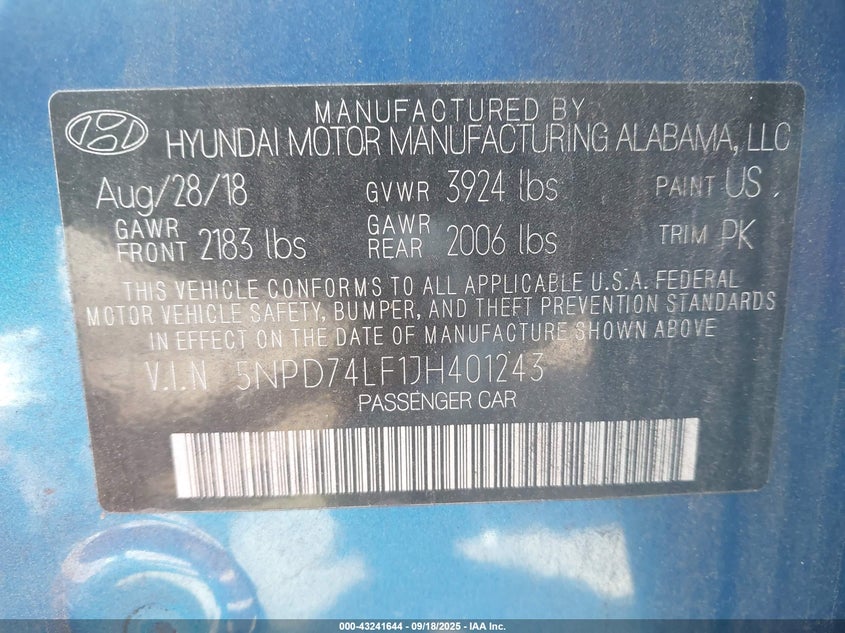 MANUFACTURED BY
HYUNDAI MOTOR MANUFACTURING ALABAMA, LLC
Aug/28/18 GVWR 3924 lbs PAINT US
GAWR FRONT 2183 lbs GAWR REAR 2006 lbs TRIM PK
THIS VEHICLE CONFORMS TO ALL APPLICABLE U.S.A. FEDERAL
MOTOR VEHICLE SAFETY, BUMPER, AND THEFT PREVENTION STANDARDS
IN EFFECT ON THE DATE OF MANUFACTURE SHOWN ABOVE
V.I.N 5NPD74LF1JH401243
PASSENGER CAR
000-43241644 - 09/18/2025 - IAA Inc.